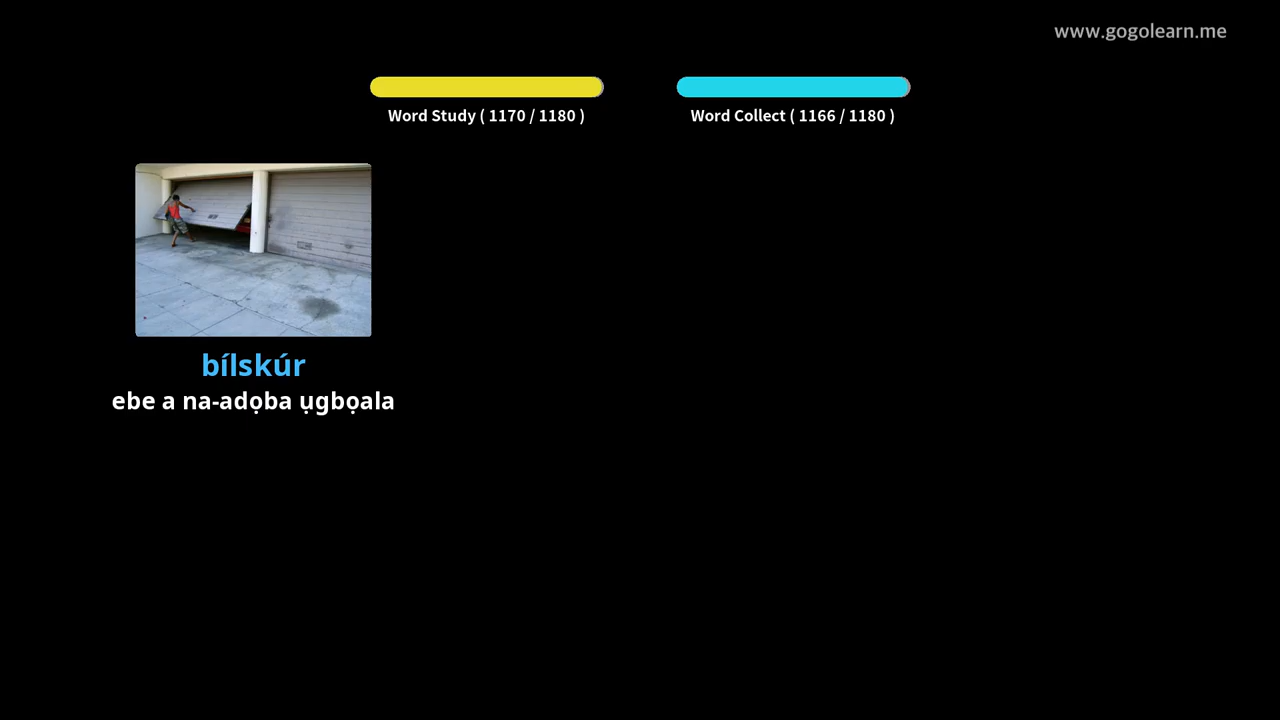 www.gogolearn.me
Word Study ( 1170 / 1180 )
Word Collect ( 1166 / 1180 )
bílskúr
ebe a na-adọba ụgbọala